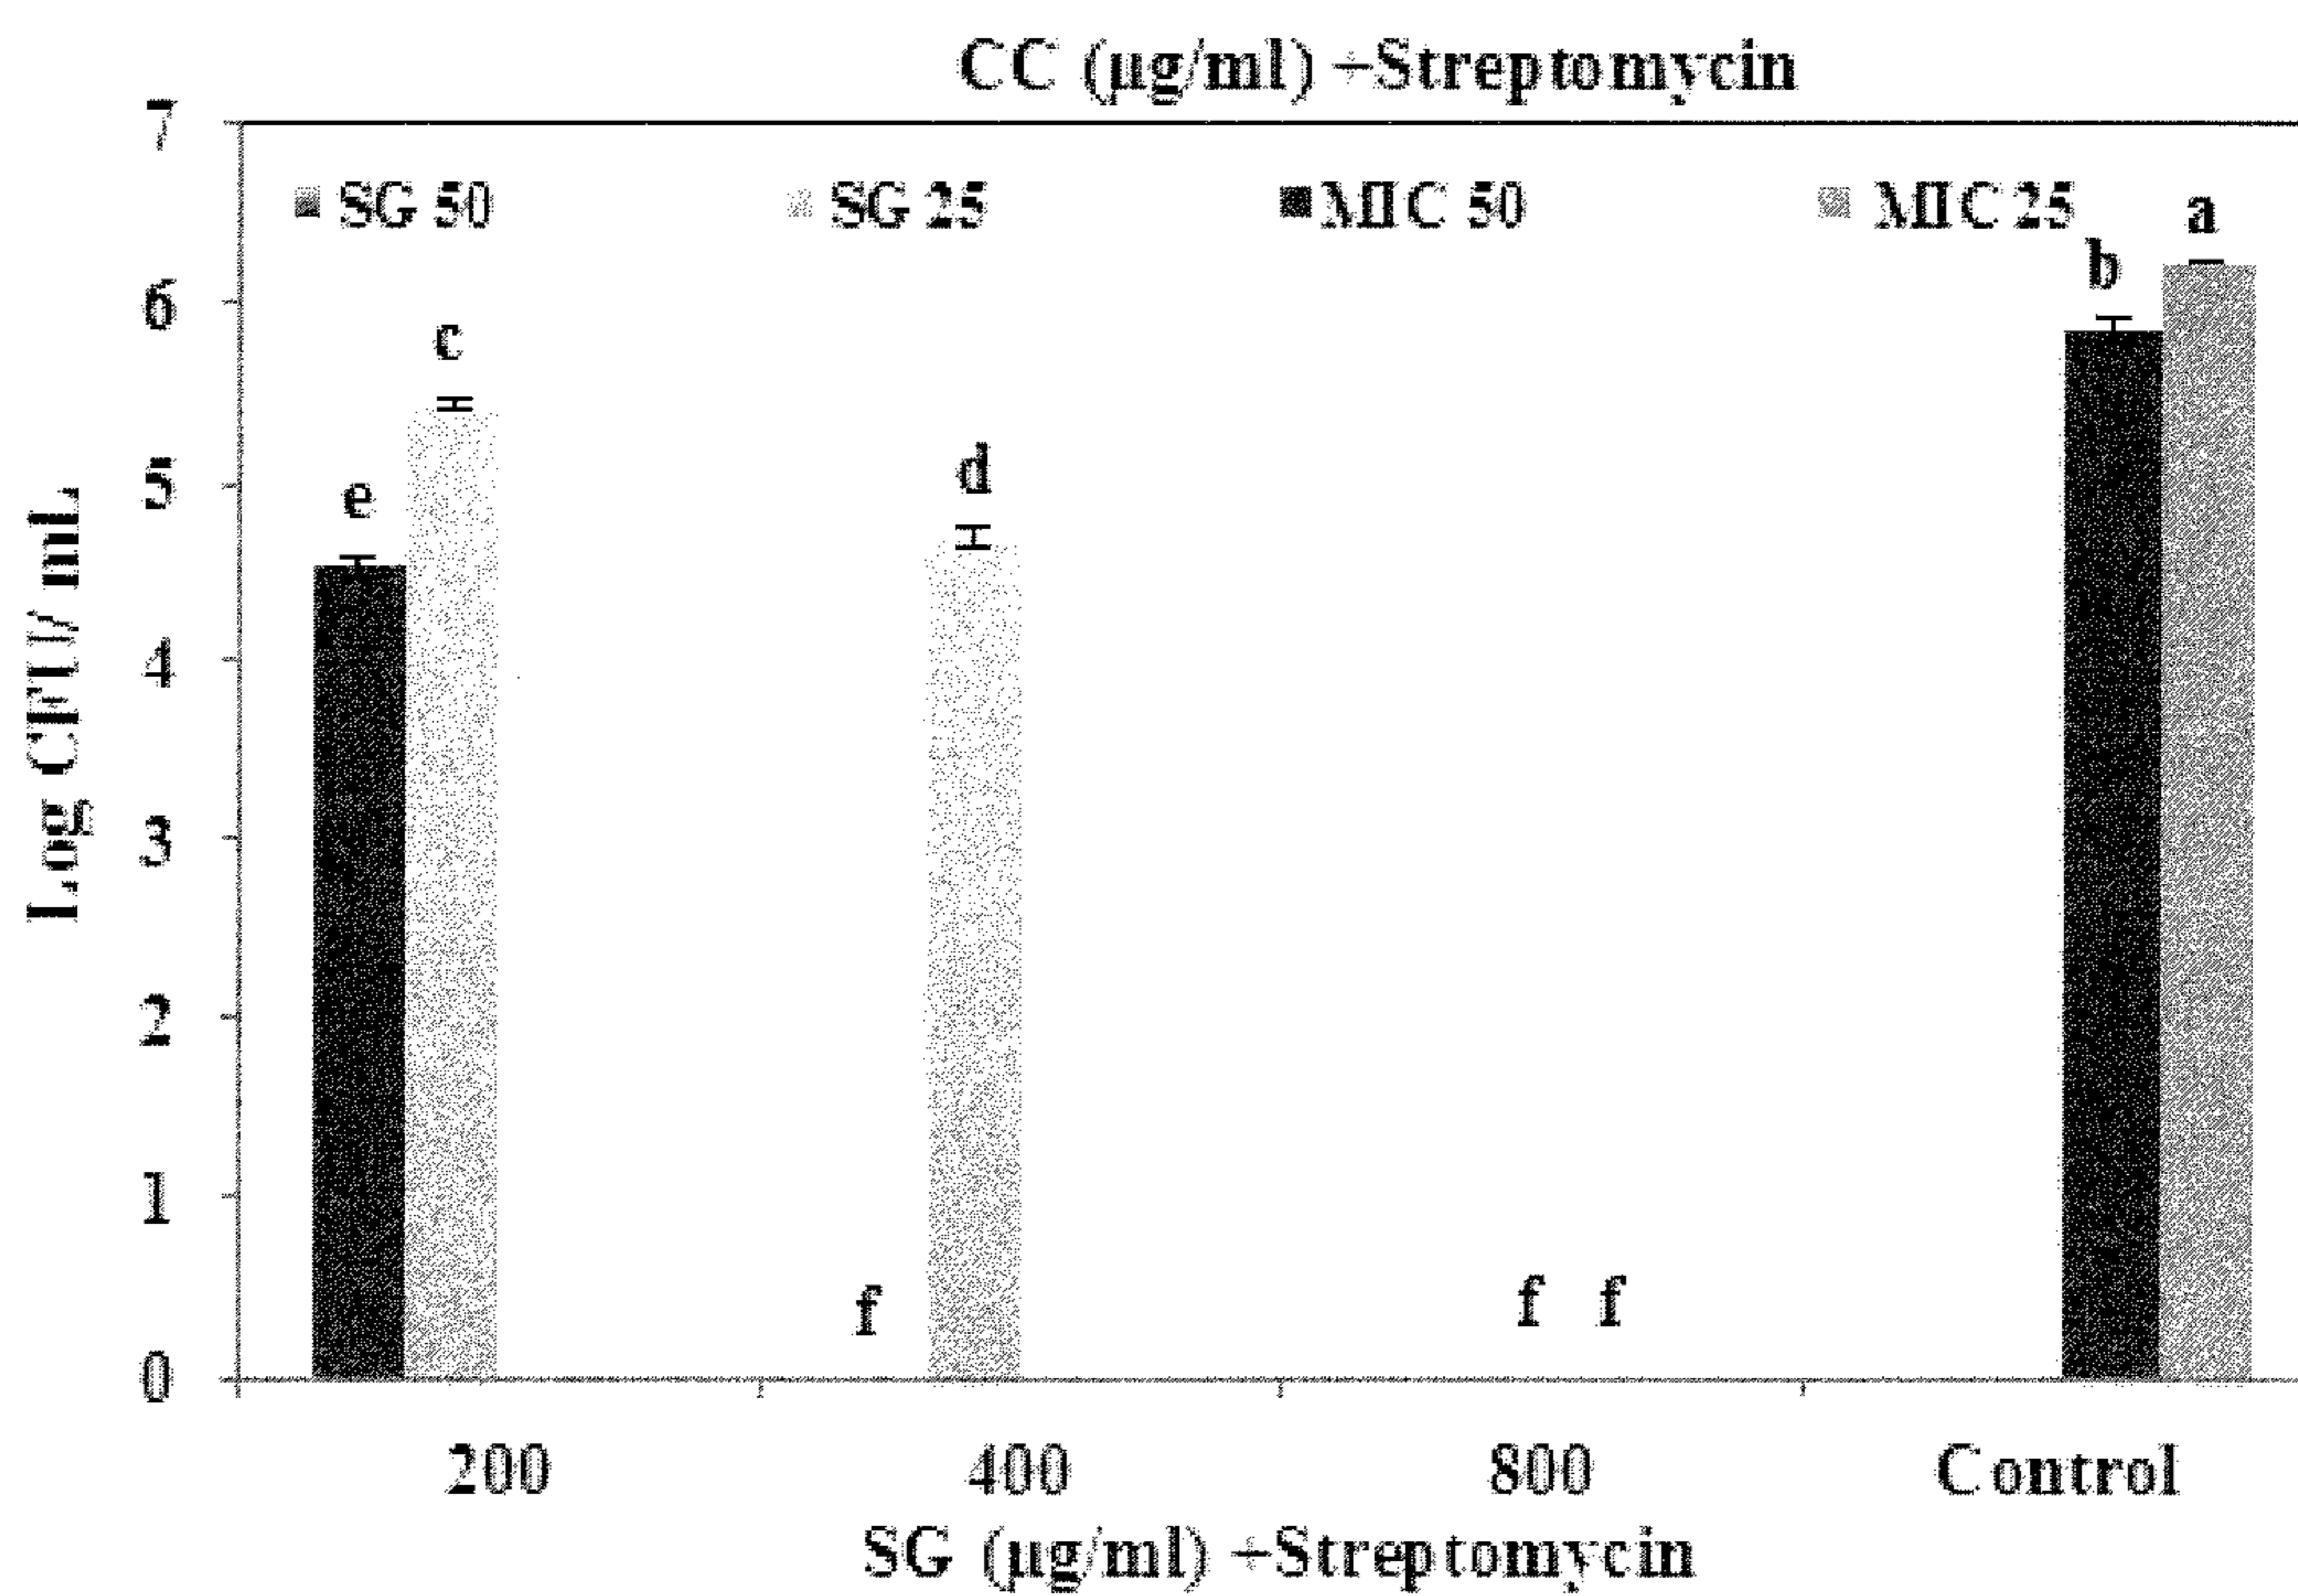 CC (µg/ml) +Streptomycin
7
SG 50 SG 25 MIC 50 MIC 25
a
b
6
c
5
e
d
4
3
2
1
f
f f
0
Log CFU/ mL
200 400 800 Control
SG (µg/ml) +Streptomycin